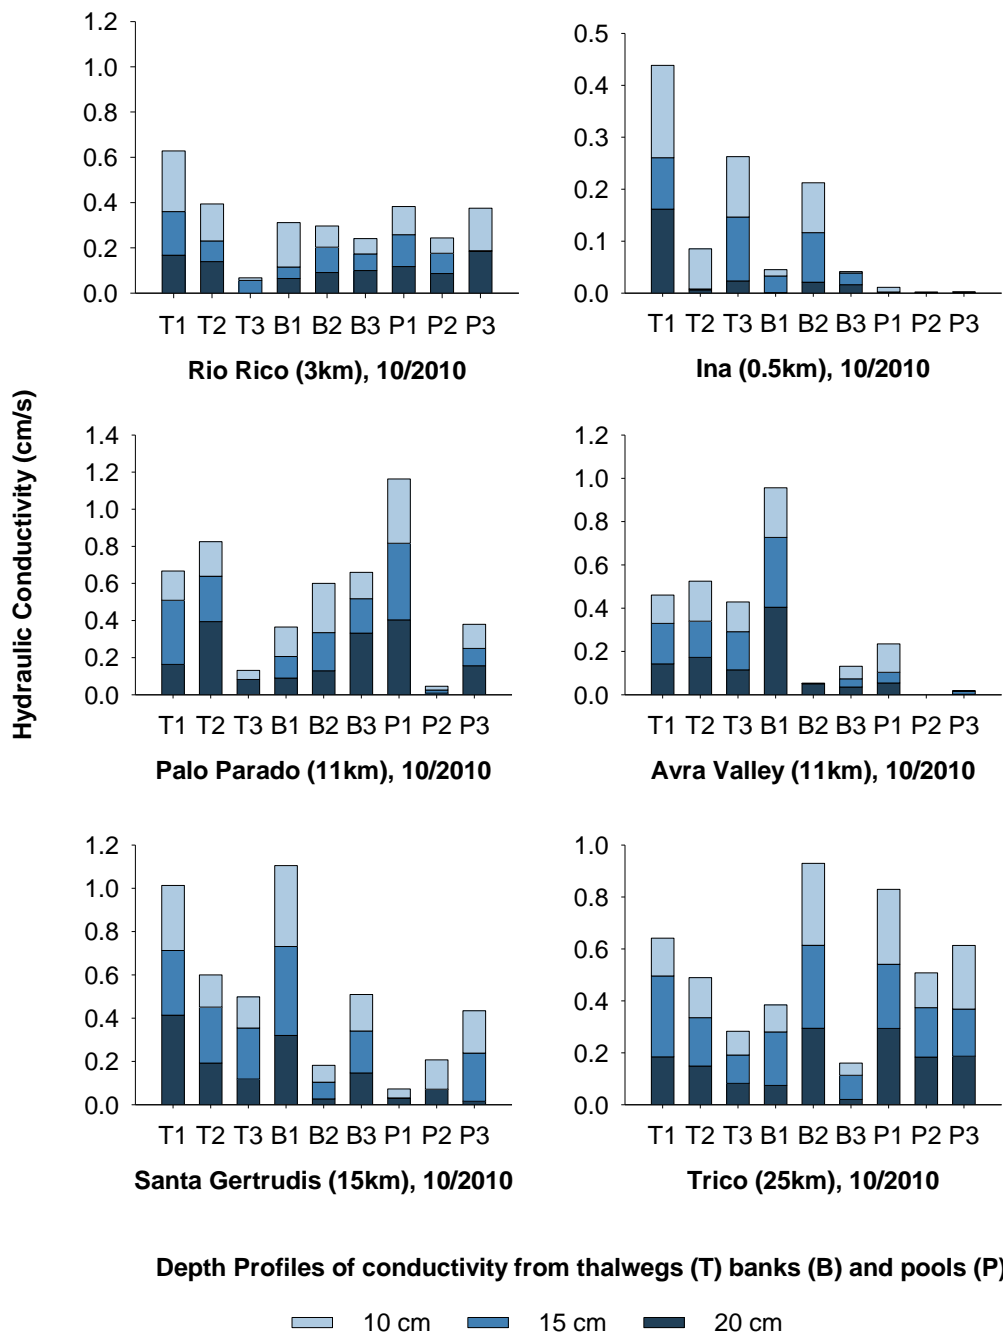 Hydraulic Conductivity (cm/s)
1.2
1.0
0.8
0.6
0.4
0.2
0.0
T1 T2 T3 B1 B2 B3 P1 P2 P3
Rio Rico (3km), 10/2010
0.5
0.4
0.3
0.2
0.1
0.0
T1 T2 T3 B1 B2 B3 P1 P2 P3
Ina (0.5km), 10/2010
1.4
1.2
1.0
0.8
0.6
0.4
0.2
0.0
T1 T2 T3 B1 B2 B3 P1 P2 P3
Palo Parado (11km), 10/2010
1.2
1.0
0.8
0.6
0.4
0.2
0.0
T1 T2 T3 B1 B2 B3 P1 P2 P3
Avra Valley (11km), 10/2010
1.2
1.0
0.8
0.6
0.4
0.2
0.0
T1 T2 T3 B1 B2 B3 P1 P2 P3
Santa Gertrudis (15km), 10/2010
1.0
0.8
0.6
0.4
0.2
0.0
T1 T2 T3 B1 B2 B3 P1 P2 P3
Trico (25km), 10/2010
Depth Profiles of conductivity from thalwegs (T) banks (B) and pools (P)
10 cm 15 cm 20 cm